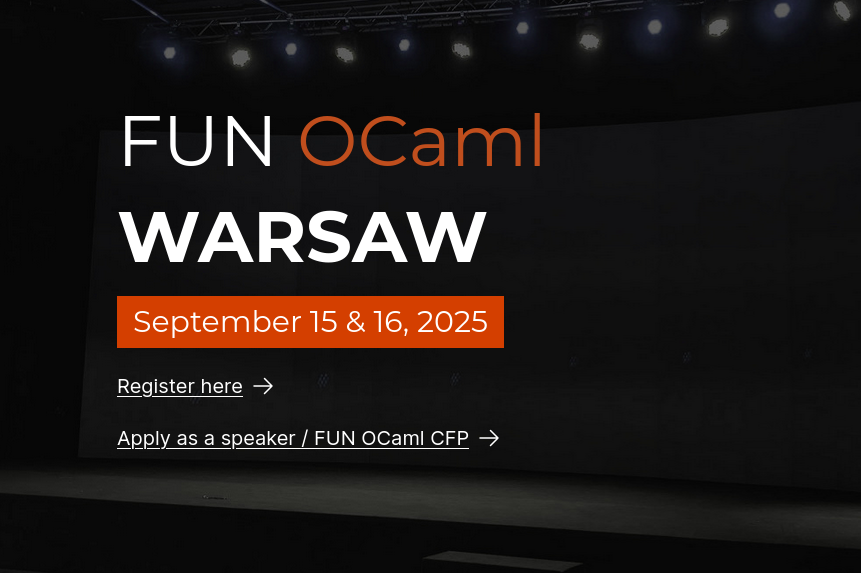 FUN OCaml
WARSAW
September 15 & 16, 2025
Register here →
Apply as a speaker / FUN OCaml CFP →